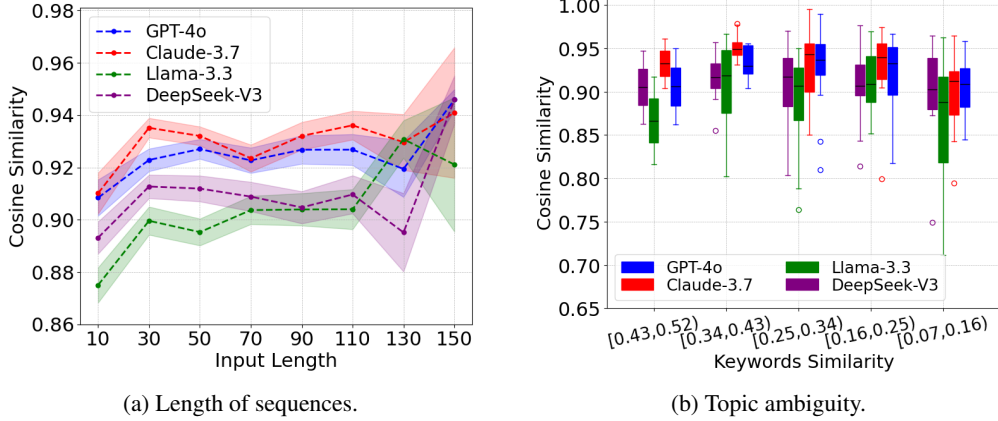 0.98
0.96
0.94
0.92
0.90
0.88
0.86
Cosine Similarity
GPT-4o
Claude-3.7
Llama-3.3
DeepSeek-V3
10 30 50 70 90 110 130 150
Input Length
(a) Length of sequences.
1.00
0.95
0.90
0.85
0.80
0.75
0.70
0.65
Cosine Similarity
GPT-4o Llama-3.3
Claude-3.7 DeepSeek-V3
[0.43,0.52) [0.34,0.43) [0.25,0.34) [0.16,0.25) [0.07,0.16)
Keywords Similarity
(b) Topic ambiguity.